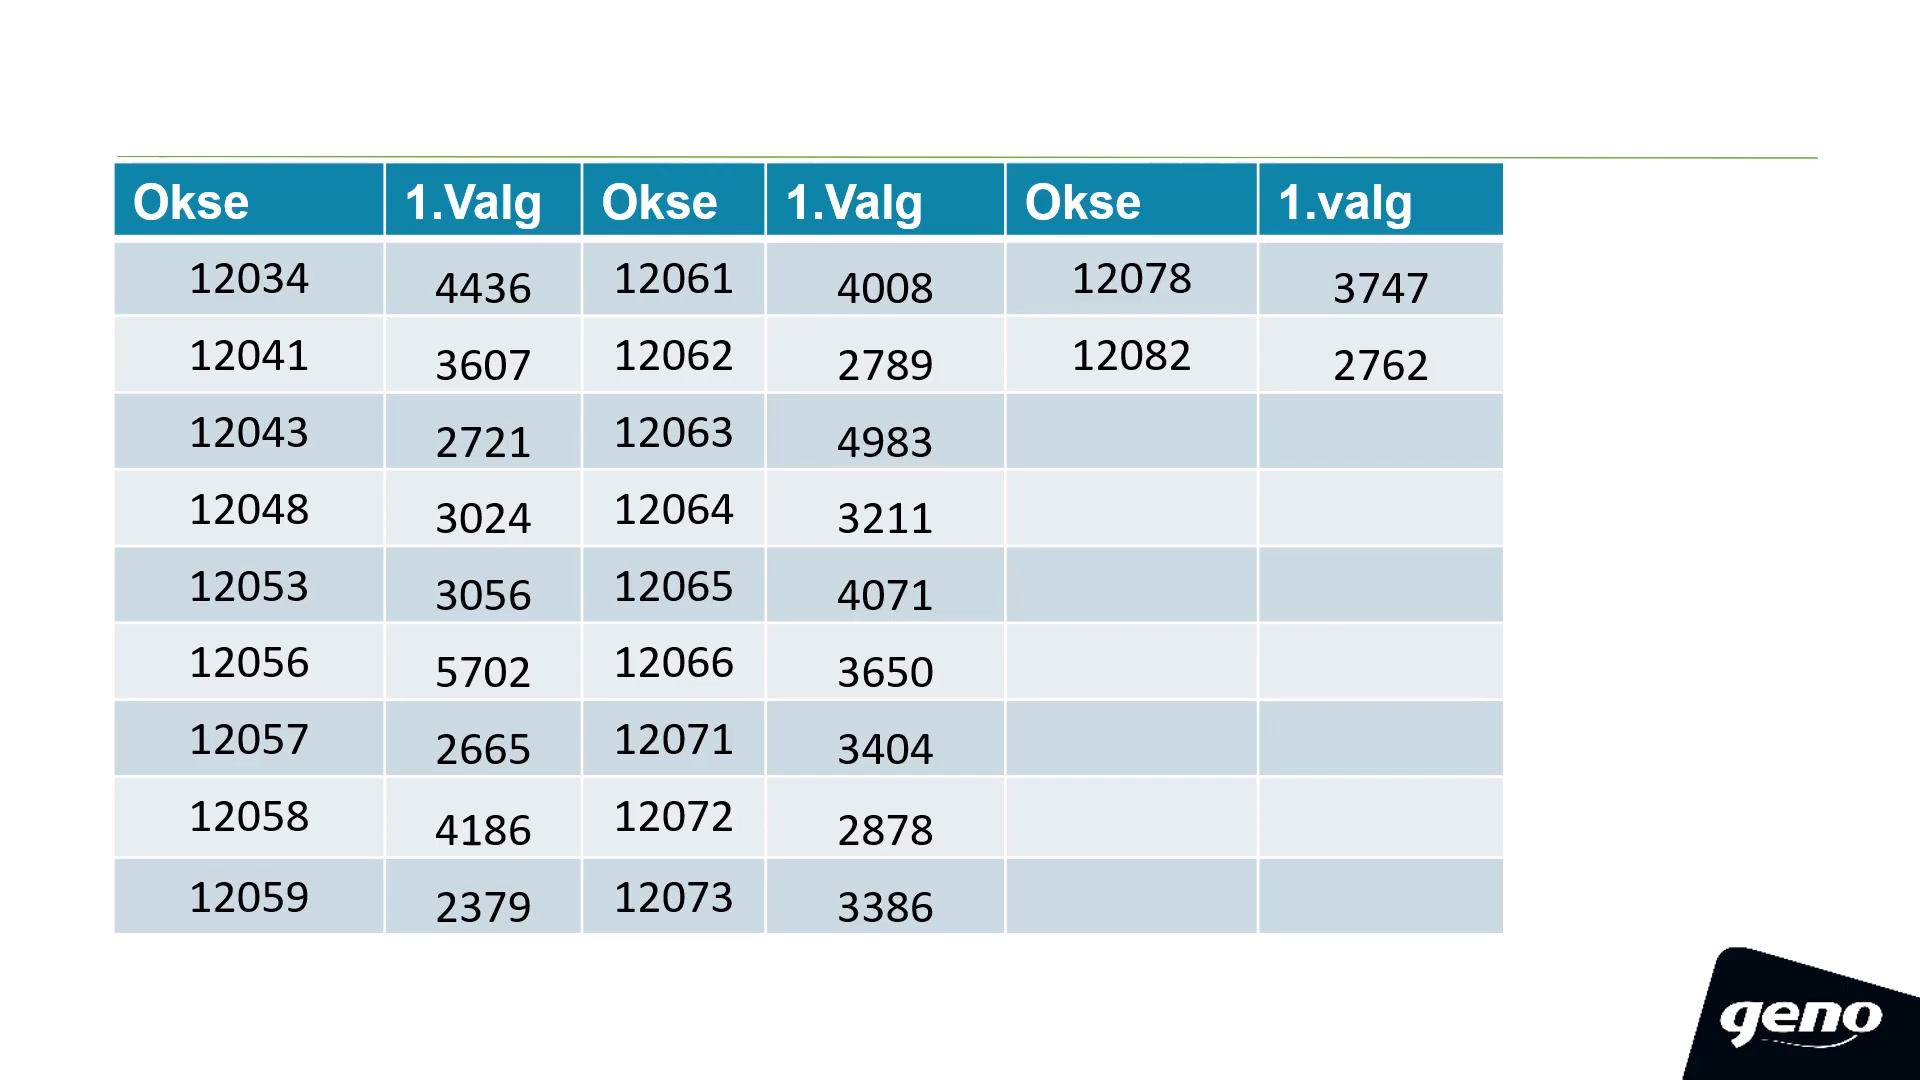 Okse 1.Valg Okse 1.Valg Okse 1.valg
12034 4436 12061 4008 12078 3747
12041 3607 12062 2789 12082 2762
12043 2721 12063 4983
12048 3024 12064 3211
12053 3056 12065 4071
12056 5702 12066 3650
12057 2665 12071 3404
12058 4186 12072 2878
12059 2379 12073 3386
geno